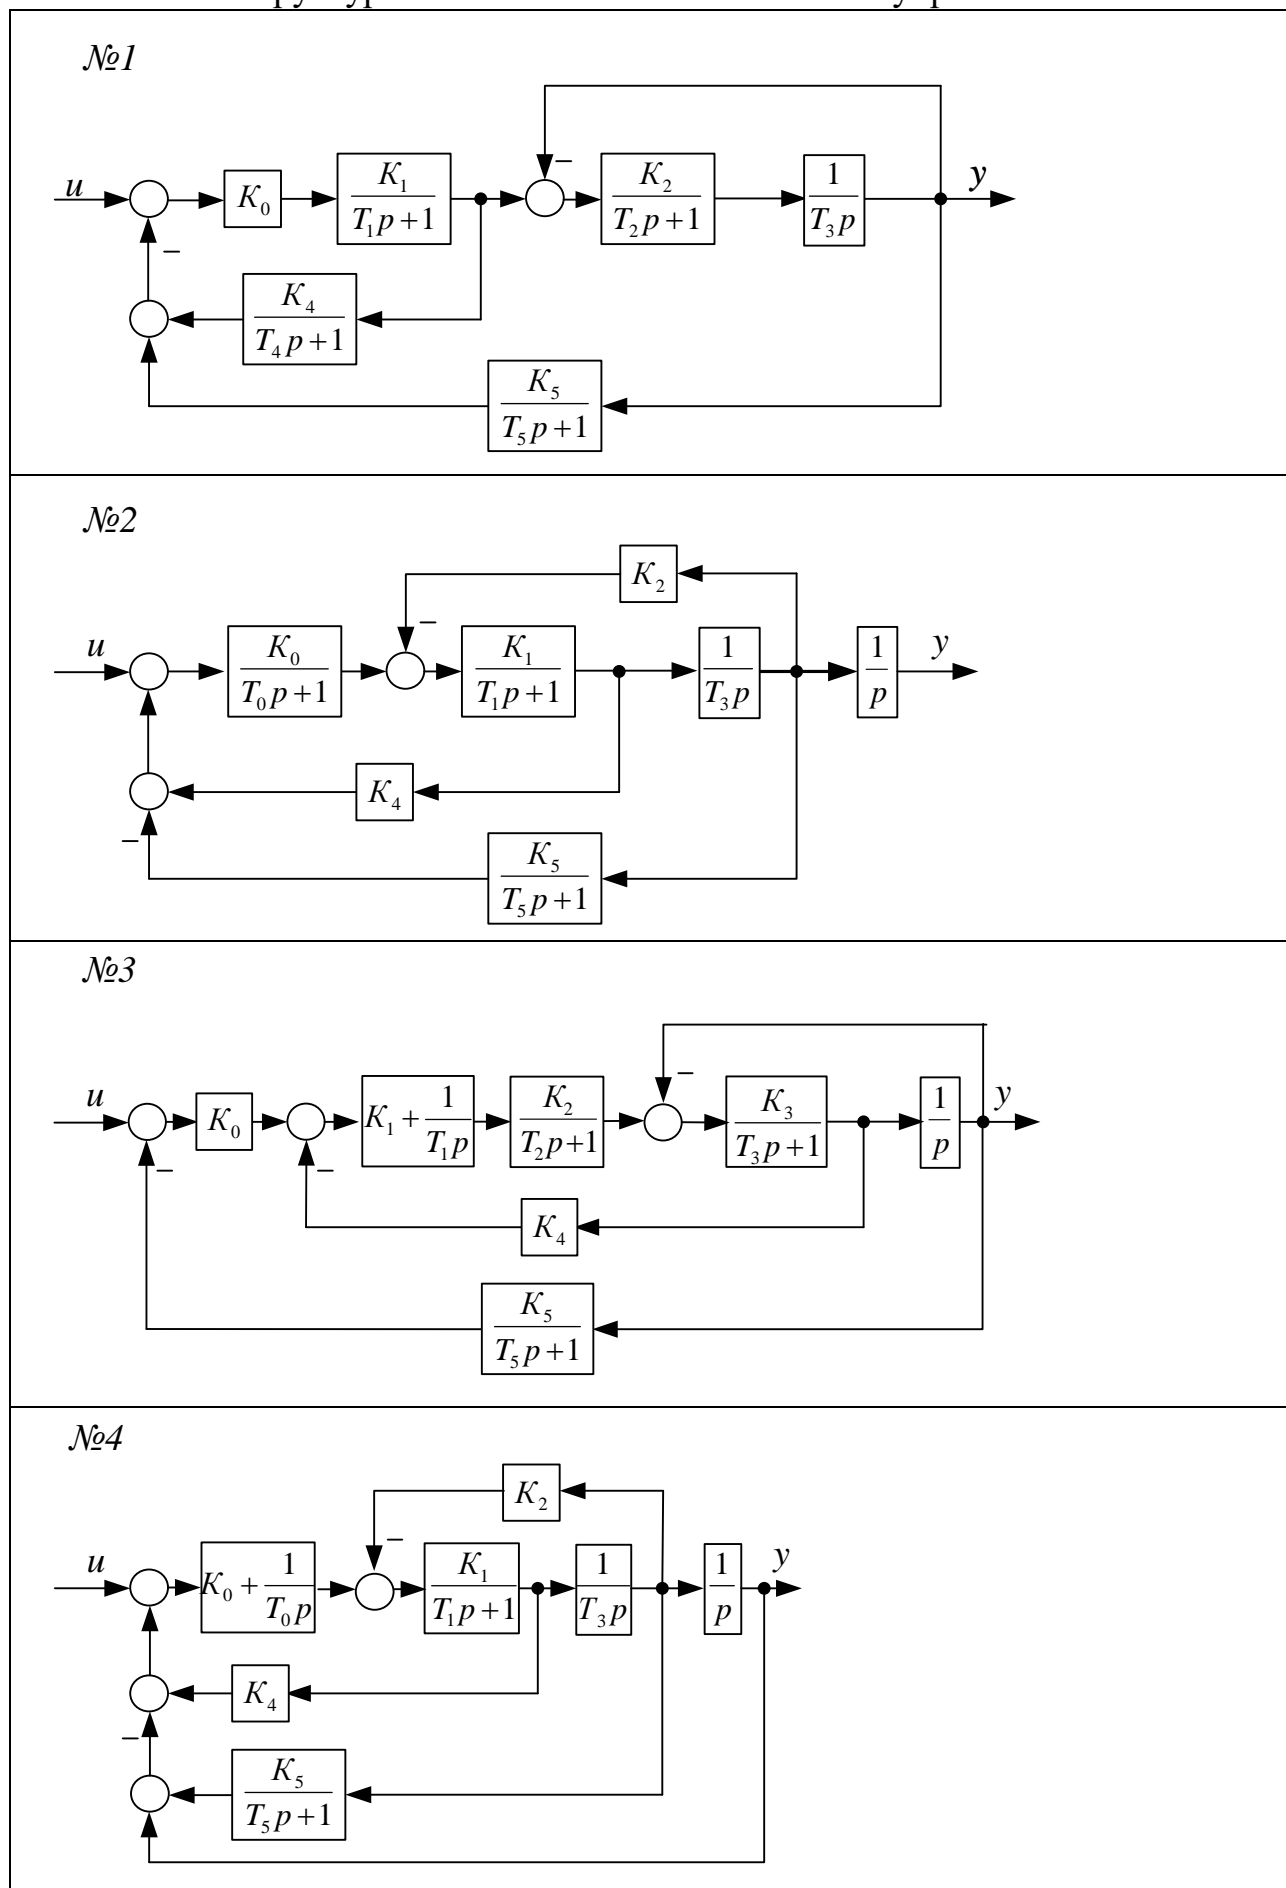 №1
u
−
K₀
K₁
T₁p+1
−
K₂
T₂p+1
1
T₃p
y
K₄
T₄p+1
K₅
T₅p+1
№2
K₂
−
u
K₀
T₀p+1
K₁
T₁p+1
1
T₃p
1
p
y
K₄
−
K₅
T₅p+1
№3
u
−
K₀
−
K₁ + 1
T₁p
K₂
T₂p+1
−
K₃
T₃p+1
1
p
y
K₄
K₅
T₅p+1
№4
K₂
−
u
K₀ + 1
T₀p
K₁
T₁p+1
1
T₃p
1
p
y
K₄
−
K₅
T₅p+1